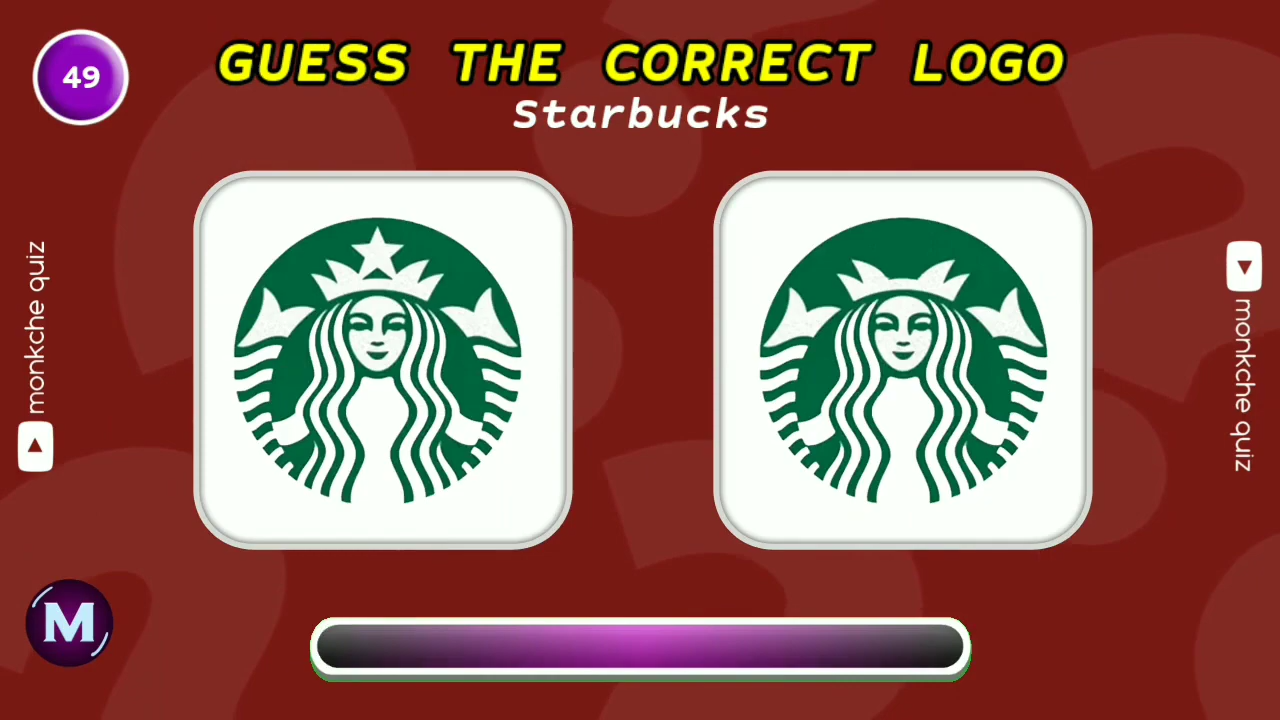 49
GUESS THE CORRECT LOGO
Starbucks
monkche quiz
monkche quiz
M